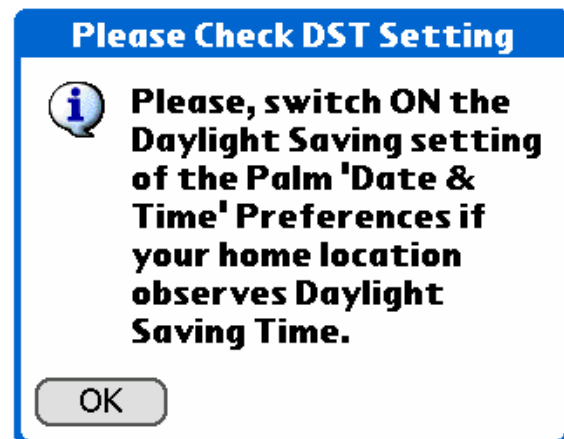 Please Check DST Setting
Please, switch ON the
Daylight Saving setting
of the Palm 'Date &
Time' Preferences if
your home location
observes Daylight
Saving Time.
OK